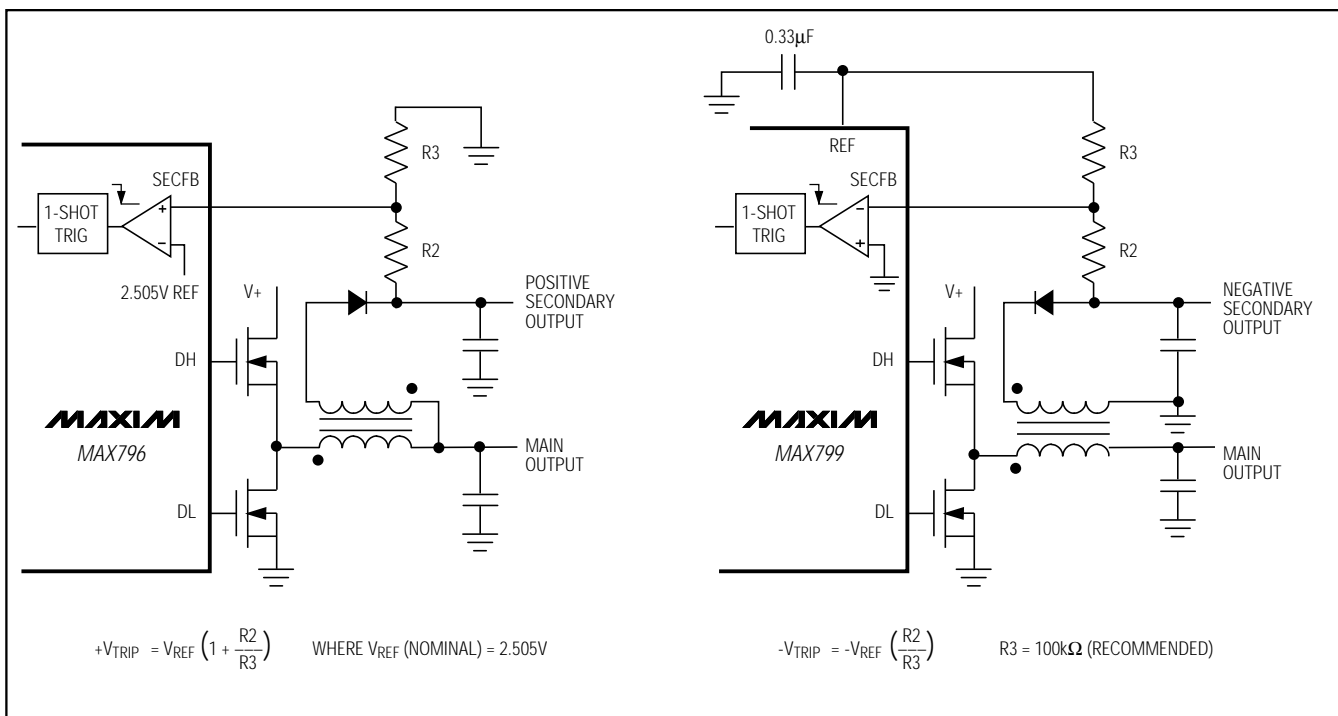 0.33μF
R3
SECFB
1-SHOT
TRIG
+
−
R2
2.505V REF
V+
POSITIVE
SECONDARY
OUTPUT
DH
MAXIM
MAX796
MAIN
OUTPUT
DL
+VTRIP = VREF (1 + R2/R3) WHERE VREF (NOMINAL) = 2.505V
REF
R3
SECFB
1-SHOT
TRIG
−
+
R2
V+
NEGATIVE
SECONDARY
OUTPUT
DH
MAXIM
MAX799
MAIN
OUTPUT
DL
-VTRIP = -VREF (R2/R3) R3 = 100kΩ (RECOMMENDED)